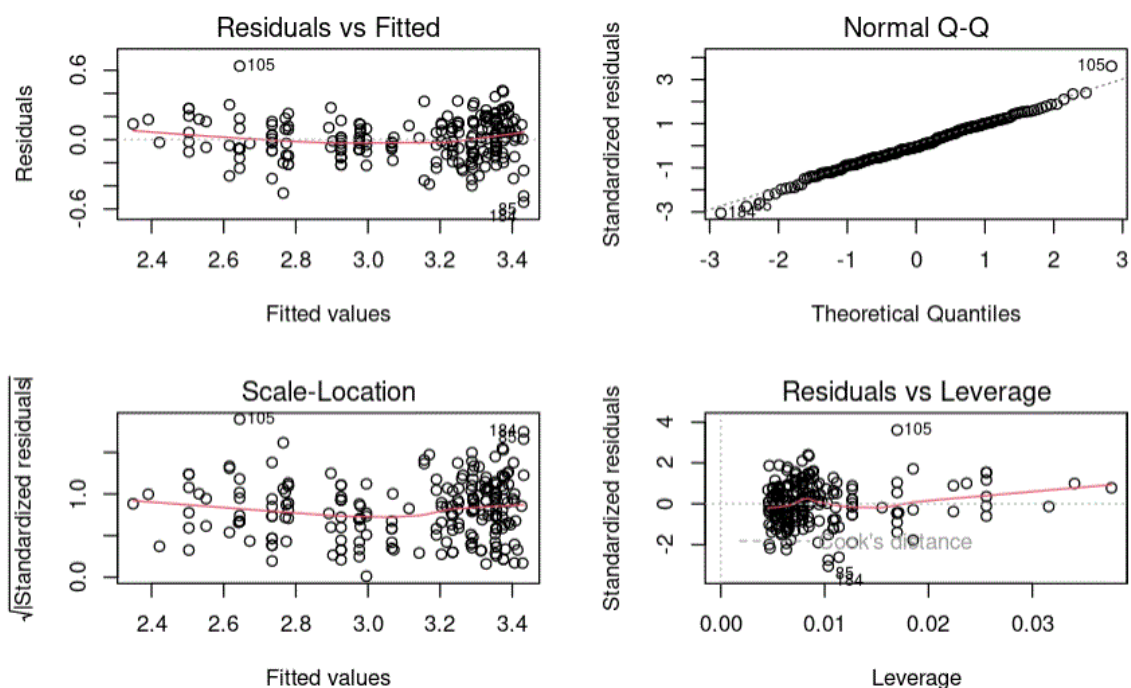 Residuals vs Fitted
Residuals
0.6
0.0
-0.6
105
85
184
2.4 2.6 2.8 3.0 3.2 3.4
Fitted values
Normal Q-Q
Standardized residuals
3
1
-1
-3
105
184
85
-3 -2 -1 0 1 2 3
Theoretical Quantiles
Scale-Location
√|Standardized residuals|
1.0
0.0
105
184
85
2.4 2.6 2.8 3.0 3.2 3.4
Fitted values
Residuals vs Leverage
Standardized residuals
4
2
0
-2
105
Cook's distance
85
184
0.00 0.01 0.02 0.03
Leverage